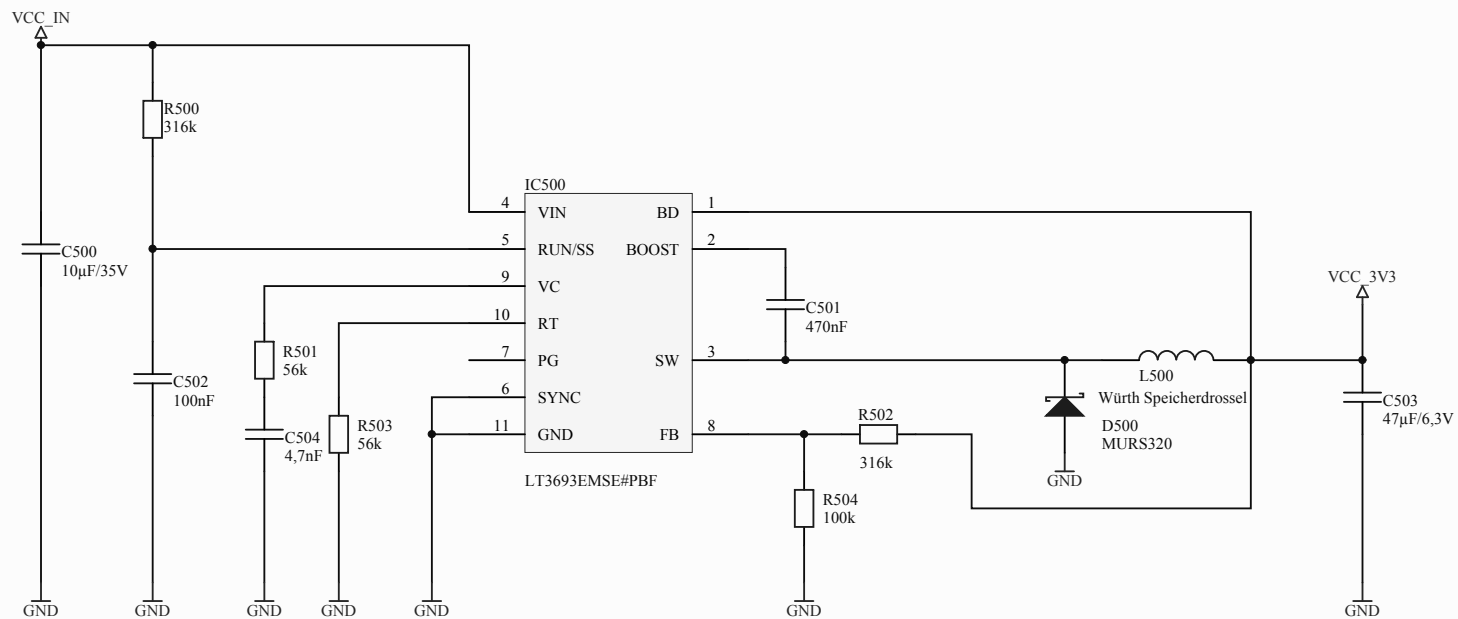 VCC_IN
R500
316k
IC500
4
VIN
BD
1
5
RUN/SS
BOOST
2
C500
10µF/35V
9
VC
VCC_3V3
C501
470nF
10
RT
R501
56k
7
PG
SW
3
L500
C502
100nF
6
SYNC
Würth Speicherdrossel
C503
47µF/6,3V
R502
R503
56k
C504
4,7nF
11
GND
FB
8
D500
MURS320
316k
LT3693EMSE#PBF
GND
R504
100k
GND
GND
GND
GND
GND
GND
GND